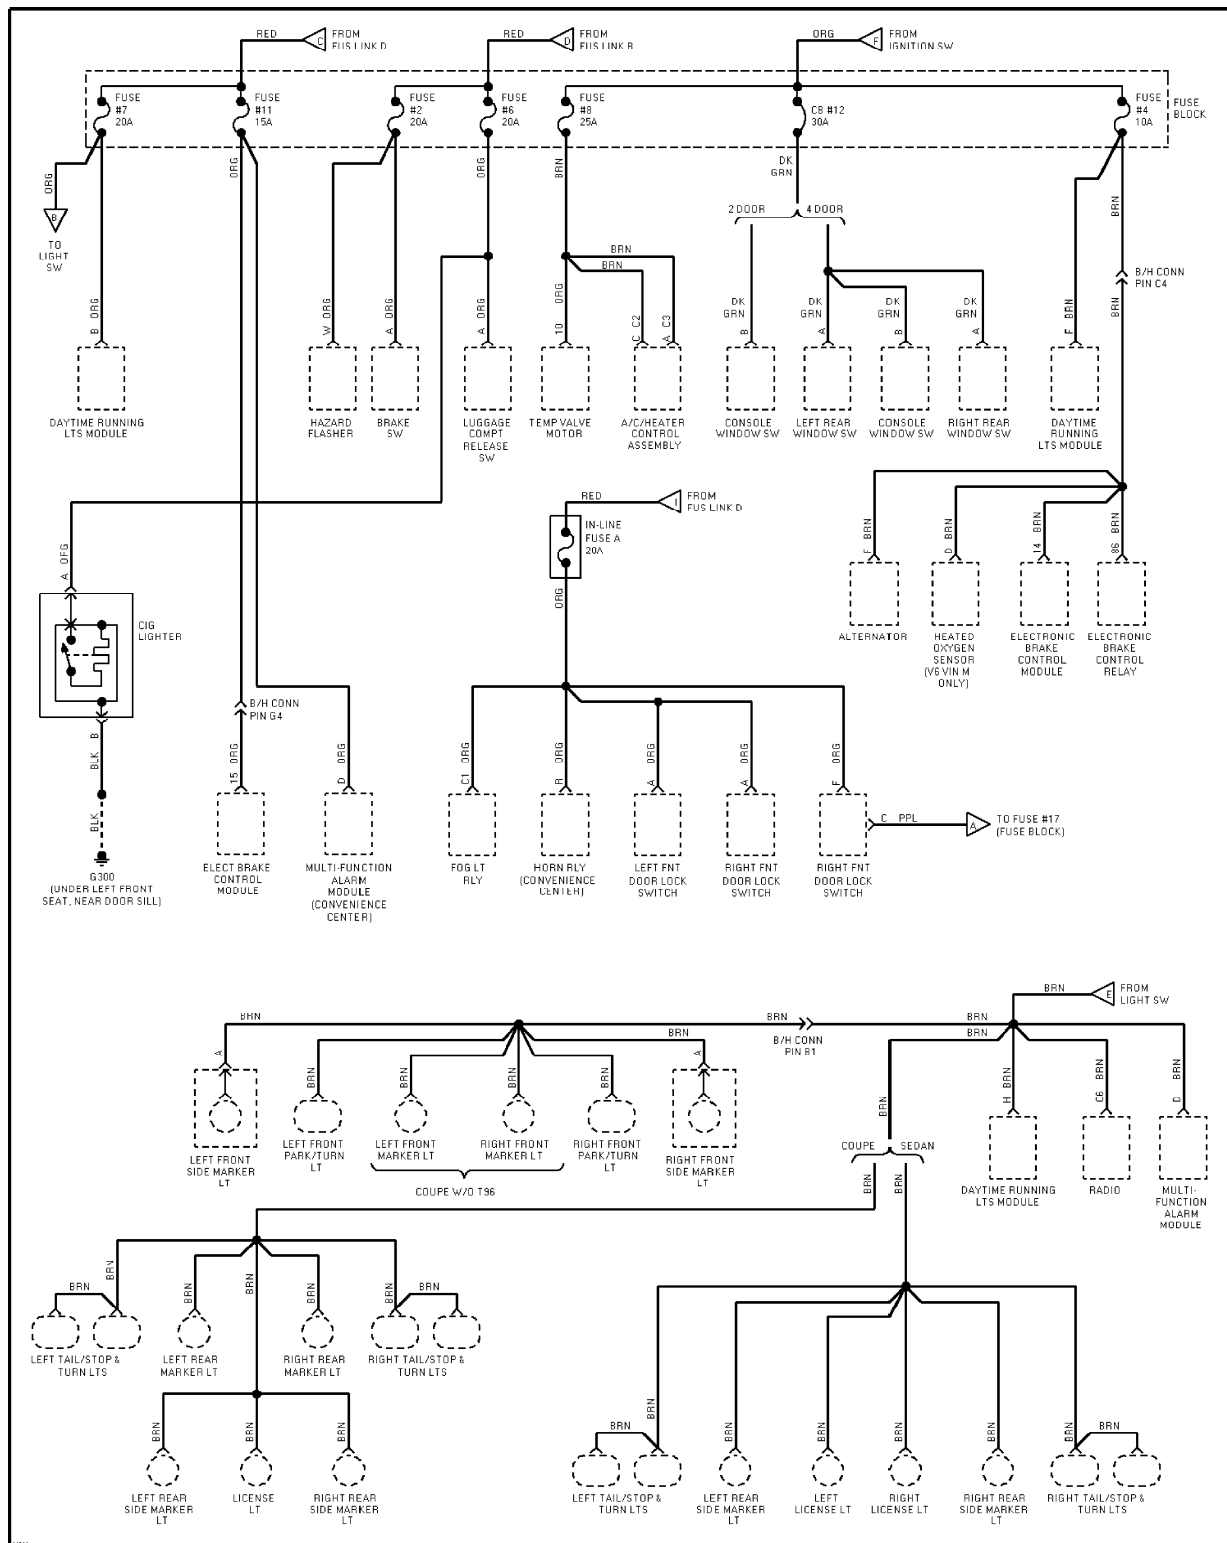 RED
C
FROM
FUS LINK D
RED
D
FROM
FUS LINK B
ORG
F
FROM
IGNITION SW
FUSE
#7
20A
FUSE
#11
15A
FUSE
#2
20A
FUSE
#6
20A
FUSE
#8
25A
CB #12
30A
FUSE
#4
10A
FUSE
BLOCK
ORG
B
TO
LIGHT
SW
ORG
ORG
BRN
DK
GRN
2 DOOR
4 DOOR
BRN
BRN
BRN
B/H CONN
PIN C4
BRN
B ORG
W ORG
A ORG
A ORG
10 ORG
C C2
A C3
DK
GRN
B
DK
GRN
A
DK
GRN
B
DK
GRN
A
F BRN
DAYTIME RUNNING
LTS MODULE
HAZARD
FLASHER
BRAKE
SW
LUGGAGE
COMPT
RELEASE
SW
TEMP VALVE
MOTOR
A/C/HEATER
CONTROL
ASSEMBLY
CONSOLE
WINDOW SW
LEFT REAR
WINDOW SW
CONSOLE
WINDOW SW
RIGHT REAR
WINDOW SW
DAYTIME
RUNNING
LTS MODULE
RED
I
FROM
FUS LINK D
IN-LINE
FUSE A
20A
ORG
F BRN
D BRN
14 BRN
86 BRN
ALTERNATOR
HEATED
OXYGEN
SENSOR
(V6 VIN M
ONLY)
ELECTRONIC
BRAKE
CONTROL
MODULE
ELECTRONIC
BRAKE
CONTROL
RELAY
A OFG
CIG
LIGHTER
B
BLK
BLK
G300
(UNDER LEFT FRONT
SEAT, NEAR DOOR SILL)
B/H CONN
PIN G4
15 ORG
D ORG
C1 ORG
R ORG
A ORG
A ORG
F ORG
ELECT BRAKE
CONTROL
MODULE
MULTI-FUNCTION
ALARM
MODULE
(CONVENIENCE
CENTER)
FOG LT
RLY
HORN RLY
(CONVENIENCE
CENTER)
LEFT FNT
DOOR LOCK
SWITCH
RIGHT FNT
DOOR LOCK
SWITCH
RIGHT FNT
DOOR LOCK
SWITCH
C PPL
A
TO FUSE #17
(FUSE BLOCK)
BRN
E
FROM
LIGHT SW
BRN
BRN
B/H CONN
PIN B1
BRN
BRN
BRN
A
BRN
BRN
BRN
BRN
A
BRN
H BRN
C6 BRN
D BRN
LEFT FRONT
SIDE MARKER
LT
LEFT FRONT
PARK/TURN
LT
LEFT FRONT
MARKER LT
RIGHT FRONT
MARKER LT
RIGHT FRONT
PARK/TURN
LT
RIGHT FRONT
SIDE MARKER
LT
COUPE W/O T96
COUPE
SEDAN
BRN
BRN
DAYTIME RUNNING
LTS MODULE
RADIO
MULTI-
FUNCTION
ALARM
MODULE
BRN
BRN
BRN
BRN
BRN
BRN
BRN
LEFT TAIL/STOP &
TURN LTS
LEFT REAR
MARKER LT
RIGHT REAR
MARKER LT
RIGHT TAIL/STOP &
TURN LTS
BRN
BRN
BRN
LEFT REAR
SIDE MARKER
LT
LICENSE
LT
RIGHT REAR
SIDE MARKER
LT
BRN
BRN
BRN
BRN
BRN
BRN
BRN
BRN
LEFT TAIL/STOP &
TURN LTS
LEFT REAR
SIDE MARKER
LT
LEFT
LICENSE LT
RIGHT
LICENSE LT
RIGHT REAR
SIDE MARKER
LT
RIGHT TAIL/STOP &
TURN LTS